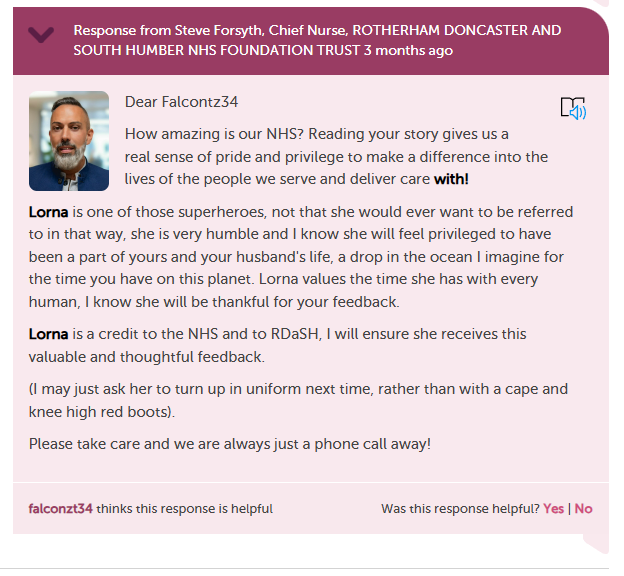 Response from Steve Forsyth, Chief Nurse, ROTHERHAM DONCASTER AND
SOUTH HUMBER NHS FOUNDATION TRUST 3 months ago
Dear Falcontz34
How amazing is our NHS? Reading your story gives us a
real sense of pride and privilege to make a difference into the
lives of the people we serve and deliver care with!
Lorna is one of those superheroes, not that she would ever want to be referred
to in that way, she is very humble and I know she will feel privileged to have
been a part of yours and your husband's life, a drop in the ocean I imagine for
the time you have on this planet. Lorna values the time she has with every
human, I know she will be thankful for your feedback.
Lorna is a credit to the NHS and to RDaSH, I will ensure she receives this
valuable and thoughtful feedback.
(I may just ask her to turn up in uniform next time, rather than with a cape and
knee high red boots).
Please take care and we are always just a phone call away!
falconzt34 thinks this response is helpful
Was this response helpful? Yes | No